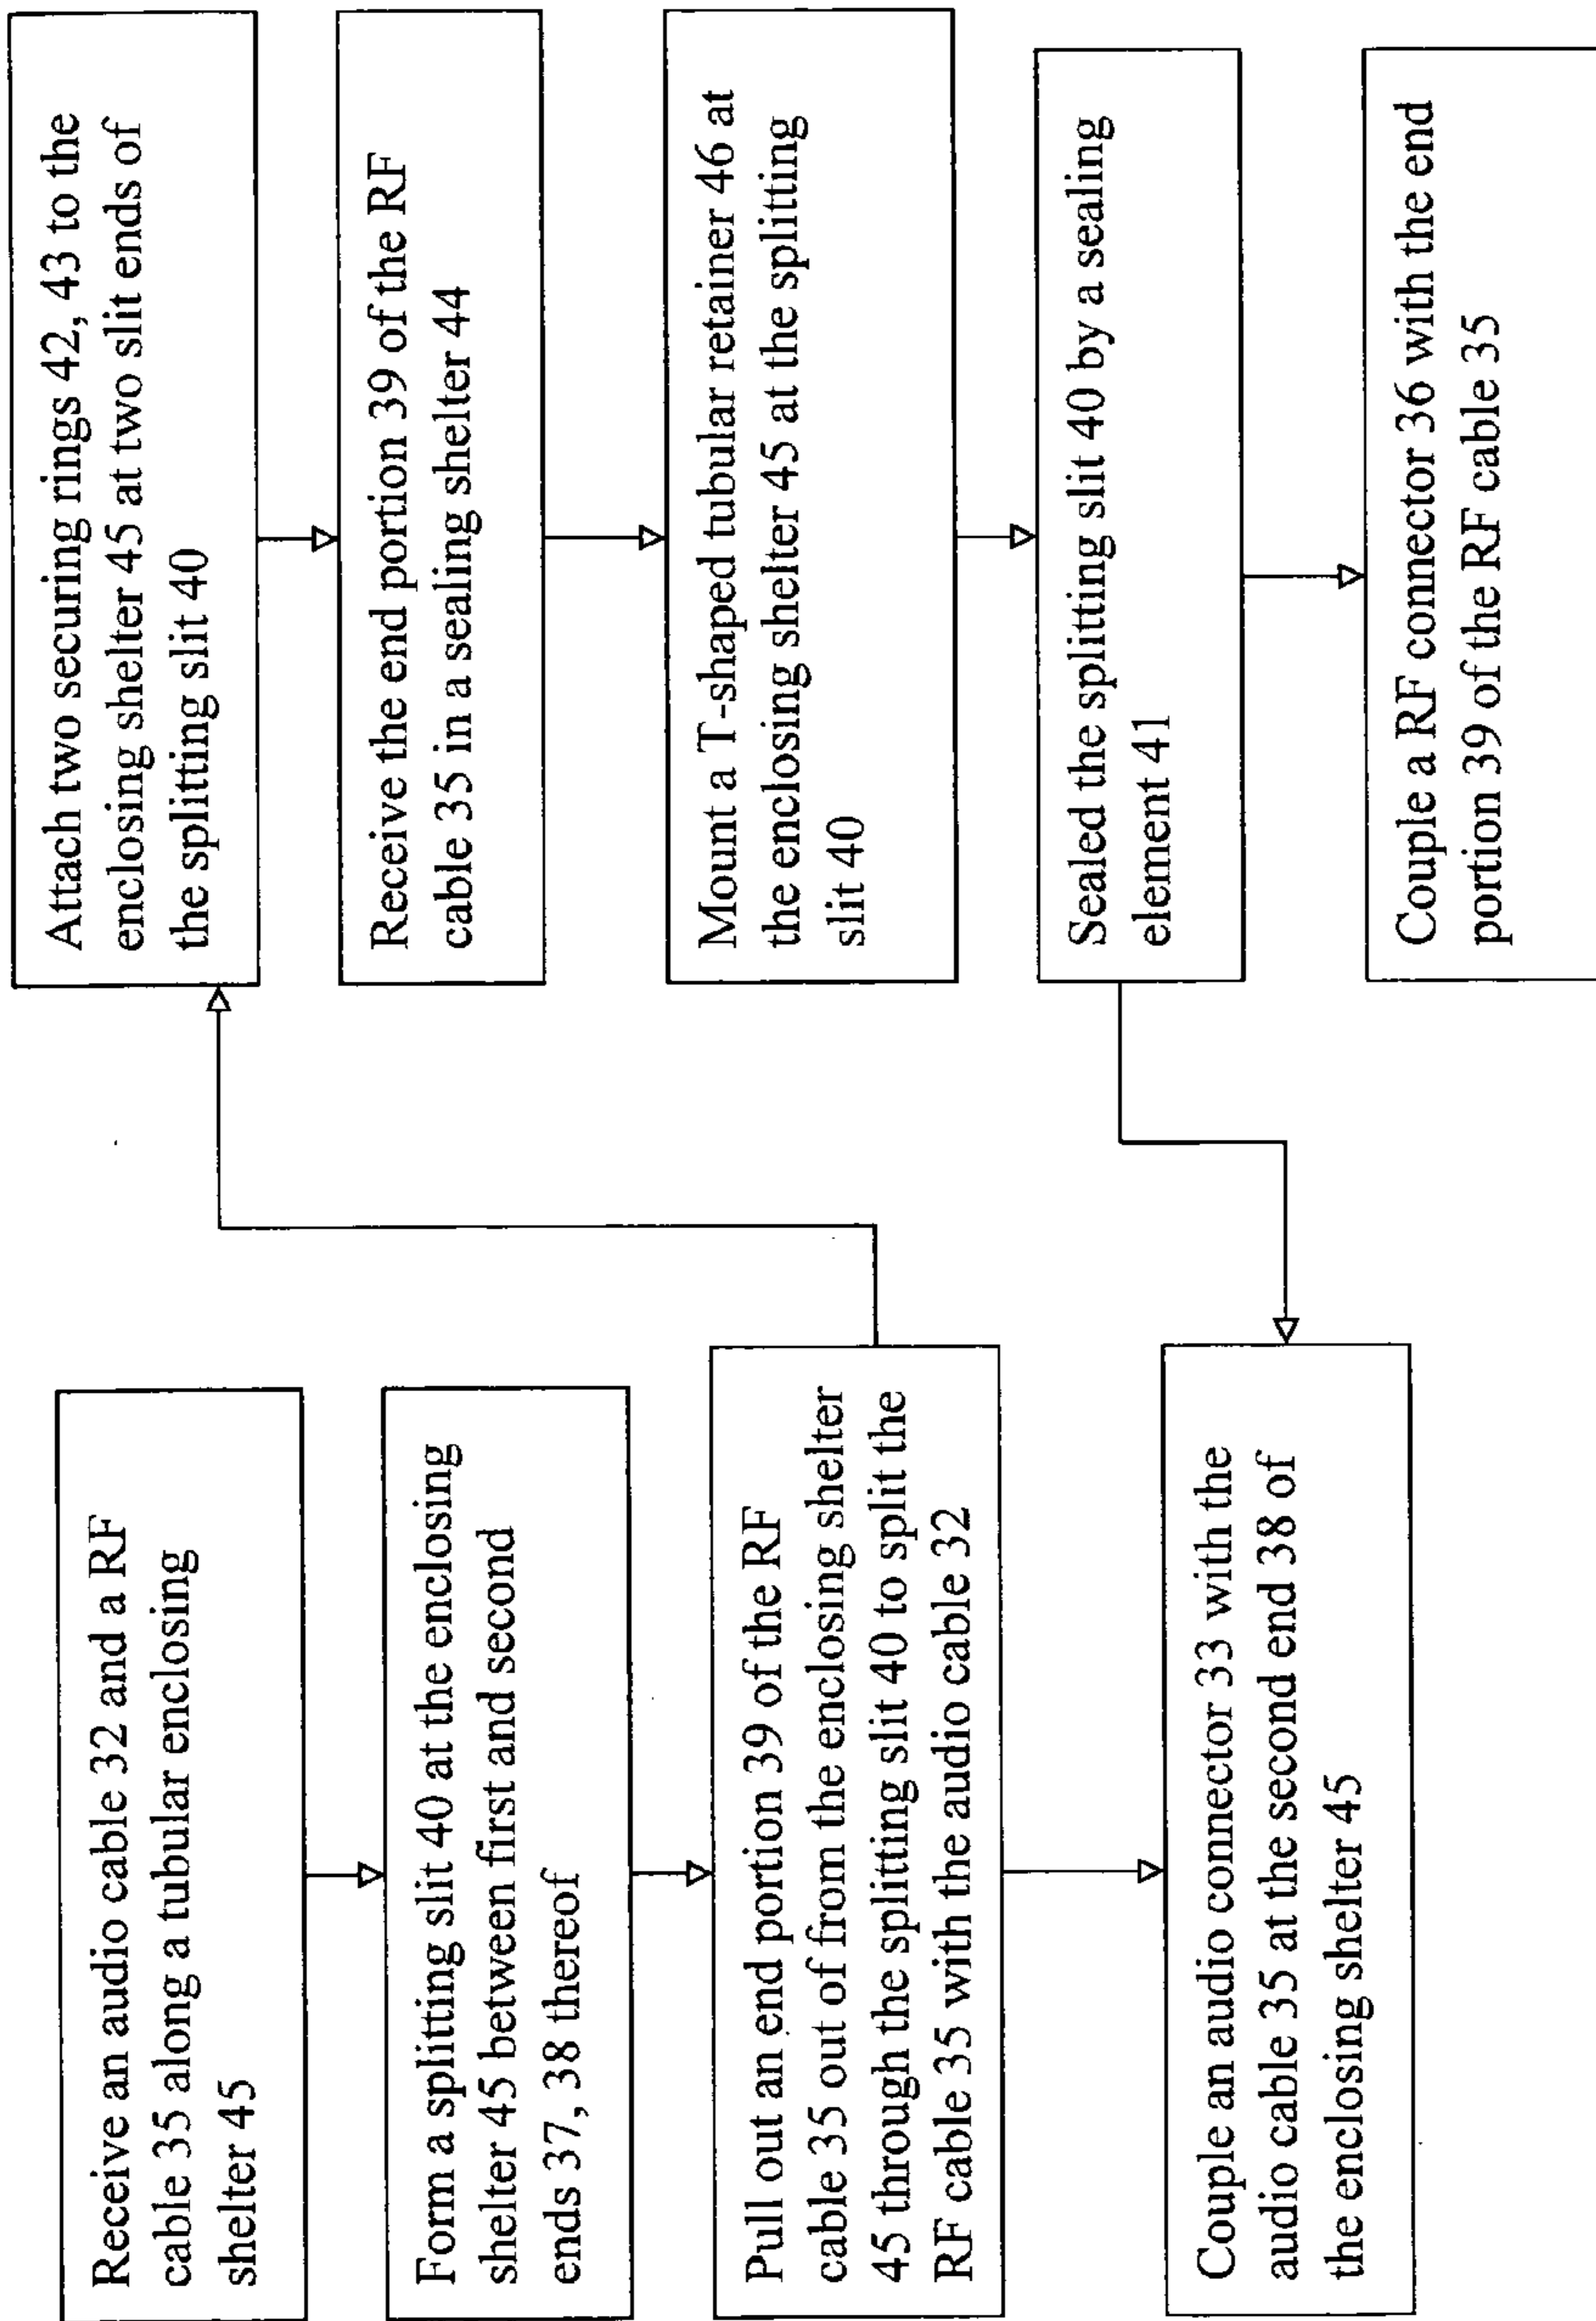 Receive an audio cable 32 and a RF
cable 35 along a tubular enclosing
shelter 45
Form a splitting slit 40 at the enclosing
shelter 45 between first and second
ends 37, 38 thereof
Pull out an end portion 39 of the RF
cable 35 out of from the enclosing shelter
45 through the splitting slit 40 to split the
RF cable 35 with the audio cable 32
Couple an audio connector 33 with the
audio cable 35 at the second end 38 of
the enclosing shelter 45
Attach two securing rings 42, 43 to the
enclosing shelter 45 at two slit ends of
the splitting slit 40
Receive the end portion 39 of the RF
cable 35 in a sealing shelter 44
Mount a T-shaped tubular retainer 46 at
the enclosing shelter 45 at the splitting
slit 40
Sealed the splitting slit 40 by a sealing
element 41
Couple a RF connector 36 with the end
portion 39 of the RF cable 35